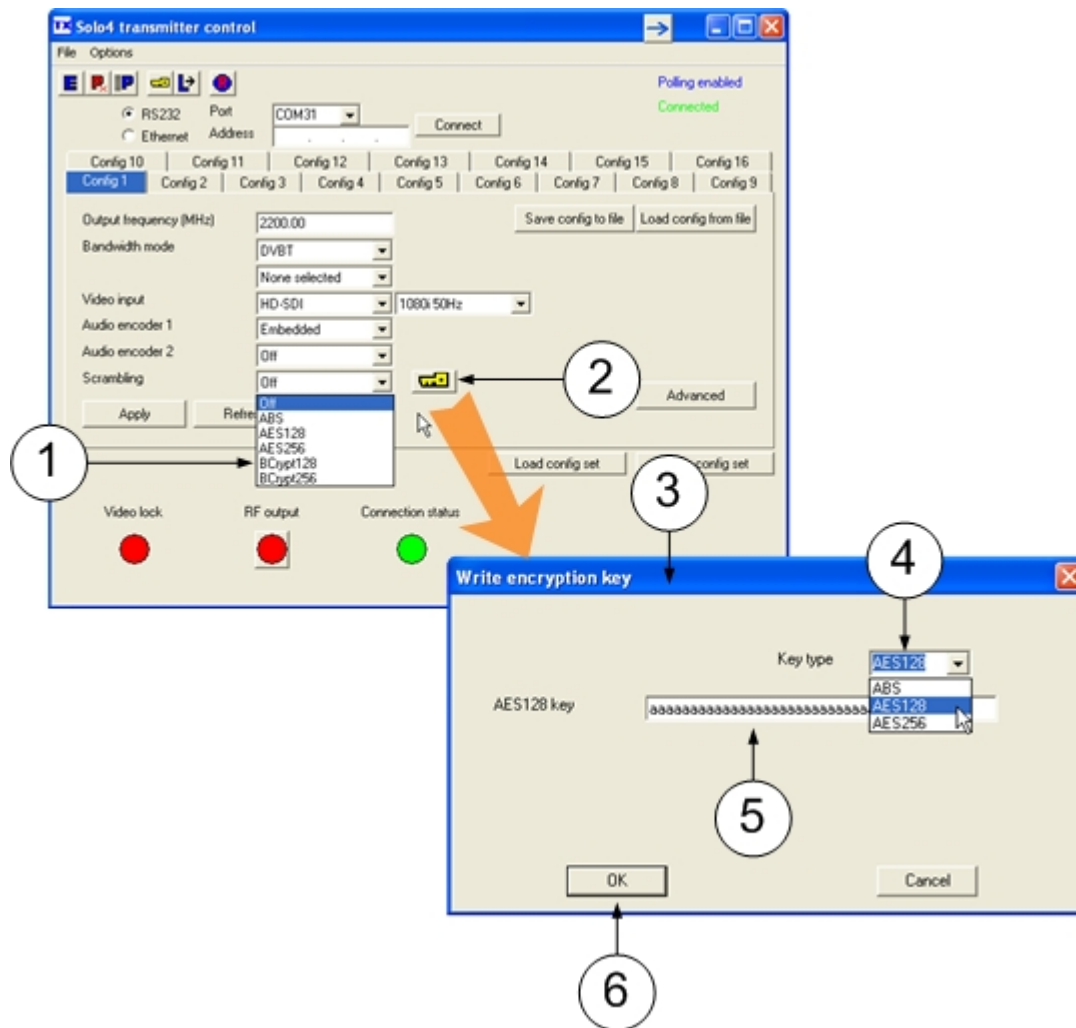 TX Solo4 transmitter control
File Options
E P P
Polling enabled
RS232 Port COM31
Connected
Ethernet Address . . . Connect
Config 10 Config 11 Config 12 Config 13 Config 14 Config 15 Config 16
Config 1 Config 2 Config 3 Config 4 Config 5 Config 6 Config 7 Config 8 Config 9
Output frequency (MHz) 2200.00 Save config to file Load config from file
Bandwidth mode DVBT
None selected
Video input HD-SDI 1080i 50Hz
Audio encoder 1 Embedded
Audio encoder 2 Off
Scrambling Off 2 Advanced
Apply Refre Off
ABS
AES128
AES256
1 BCrypt128
BCrypt256
Load config set config set
3
Video lock RF output Connection status
4
Write encryption key
Key type AES128
ABS
AES128
AES256
AES128 key
5
OK Cancel
6